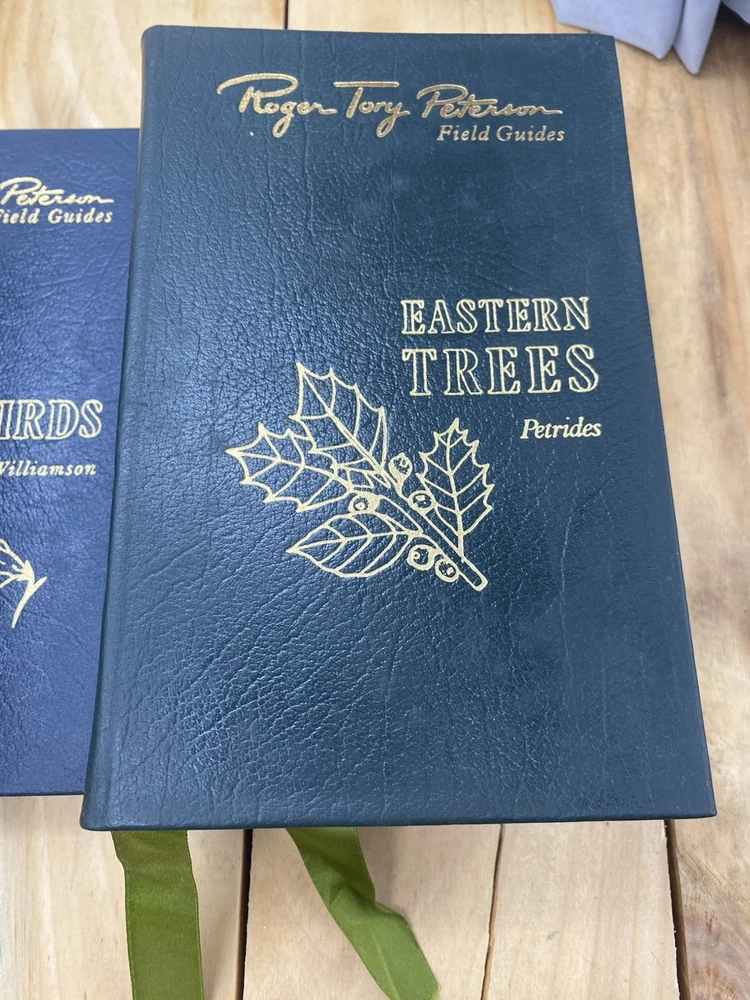 Roger Tory Peterson
Field Guides
EASTERN
TREES
Petrides
Peterson
Field Guides
IRDS
Williamson